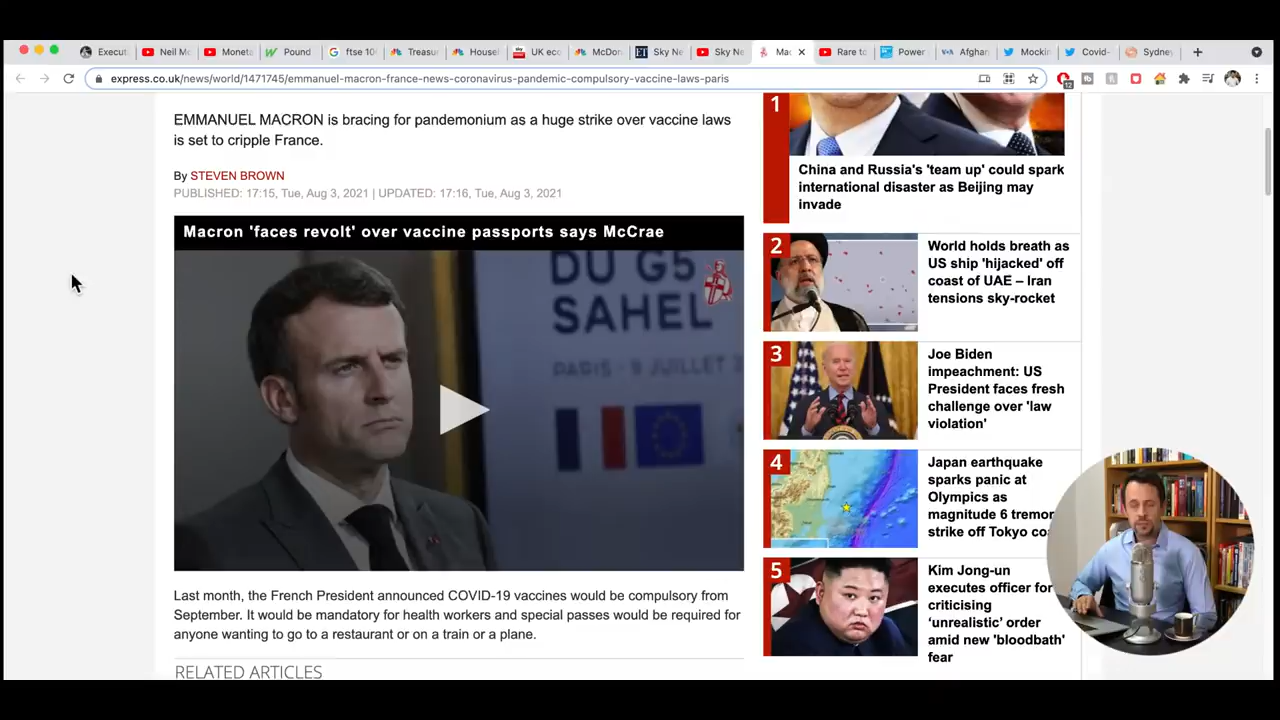 Execut
Neil Mc
Moneta
Pound
ftse 10
Treasur
Househ
UK eco
McDon
Sky Ne
Sky Ne
Mac
Rare to
Power
Afghan
Mockin
Covid-
Sydney
express.co.uk/news/world/1471745/emmanuel-macron-france-news-coronavirus-pandemic-compulsory-vaccine-laws-paris
12
EMMANUEL MACRON is bracing for pandemonium as a huge strike over vaccine laws
is set to cripple France.
By STEVEN BROWN
PUBLISHED: 17:15, Tue, Aug 3, 2021 | UPDATED: 17:16, Tue, Aug 3, 2021
Macron 'faces revolt' over vaccine passports says McCrae
DU G5
SAHEL
PARIS - 9 JUILLET 2
Last month, the French President announced COVID-19 vaccines would be compulsory from
September. It would be mandatory for health workers and special passes would be required for
anyone wanting to go to a restaurant or on a train or a plane.
RELATED ARTICLES
1
China and Russia's 'team up' could spark
international disaster as Beijing may
invade
2
World holds breath as
US ship 'hijacked' off
coast of UAE – Iran
tensions sky-rocket
3
Joe Biden
impeachment: US
President faces fresh
challenge over 'law
violation'
4
Japan earthquake
sparks panic at
Olympics as
magnitude 6 tremor
strike off Tokyo co
5
Kim Jong-un
executes officer for
criticising
‘unrealistic’ order
amid new 'bloodbath'
fear